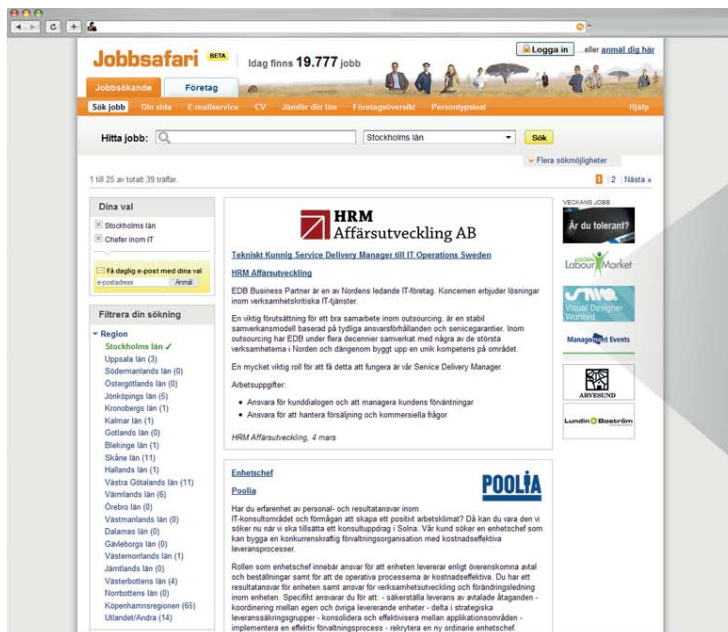 Jobbsafari BETA
Idag finns 19.777 jobb
Logga in ...eller anmäl dig här
Jobbsökande Företag
Sök jobb Din sida E-mailservice CV Jämför din lön Företagsöversikt Persontypstest Hjälp
Hitta jobb: Stockholms län Sök
Flera sökmöjligheter
1 till 25 av totalt 39 träffar. 1 | 2 | Nästa »
Dina val
Stockholms län
Chefer inom IT
Få daglig e-post med dina val
e-postadress Anmäl
Filtrera din sökning
Region
Stockholms län ✓
Uppsala län (3)
Södermanlands län (0)
Östergötlands län (0)
Jönköpings län (5)
Kronobergs län (1)
Kalmar län (1)
Gotlands län (0)
Blekinge län (1)
Skåne län (11)
Hallands län (1)
Västra Götalands län (11)
Värmlands län (6)
Örebro län (0)
Västmanlands län (0)
Dalarnas län (0)
Gävleborgs län (0)
Västernorrlands län (1)
Jämtlands län (0)
Västerbottens län (4)
Norrbottens län (0)
Köpenhamnsregionen (65)
Utlandet/Andra (14)
HRM
Affärsutveckling AB
Tekniskt Kunnig Service Delivery Manager till IT Operations Sweden
HRM Affärsutveckling
EDB Business Partner är en av Nordens ledande IT-företag. Koncernen erbjuder lösningar
inom verksamhetskritiska IT-tjänster.
En viktig förutsättning för ett bra samarbete inom outsourcing, är en stabil
samverkansmodell baserad på tydliga ansvarsförhållanden och servicegarantier. Inom
outsourcing har EDB under flera decennier samverkat med några av de största
verksamheterna i Norden och därigenom byggt upp en unik kompetens på området.
En mycket viktig roll för att få detta att fungera är vår Service Delivery Manager.
Arbetsuppgifter:
• Ansvara för kunddialogen och att managera kundens förväntningar
• Ansvara för att hantera försäljning och kommersiella frågor
HRM Affärsutveckling, 4 mars
Enhetschef
Poolia
POOLIA
Har du erfarenhet av personal- och resultatansvar inom
IT-konsultområdet och förmågan att skapa ett positivt arbetsklimat? Då kan du vara den vi
söker nu när vi ska tillsätta ett konsultuppdrag i Solna. Vår kund söker en enhetschef som
kan bygga en konkurrenskraftig förvaltningsorganisation med kostnadseffektiva
leveransprocesser.
Rollen som enhetschef innebär ansvar för att enheten levererar enligt överenskomna avtal
och beställningar samt för att de operativa processerna är kostnadseffektiva. Du har ett
resultatansvar för enheten samt ansvar för verksamhetsutveckling och förändringsledning
inom enheten. Specifikt ansvarar du för att: - säkerställa leverans av avtalade åtaganden -
koordinering mellan egen och övriga levererande enheter - delta i strategiska
leveranssäkringsgrupper - konsolidera och effektivisera mellan applikationsområden -
implementera en effektiv förvaltningsprocess - rekrytera en ny ordinarie enhetschef.
VECKANS JOBB
Är du tolerant?
GLOBAL
Labour Market
Visual Designer
Wanted.
Management Events
ARVESUND
Lundin Boström